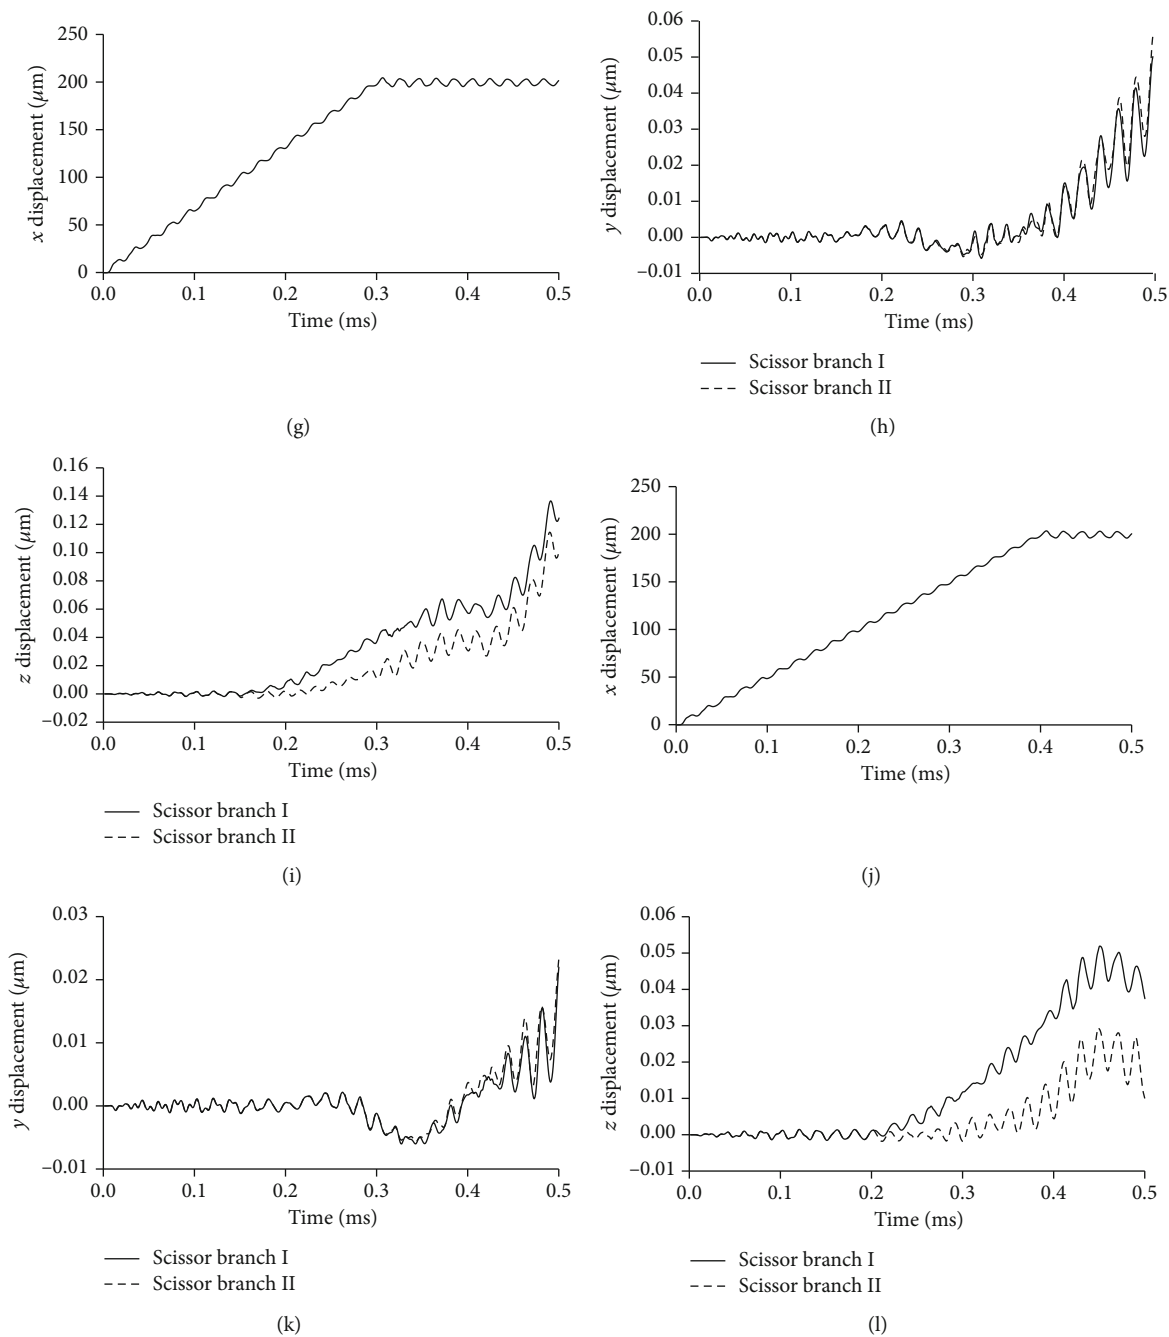 x displacement (μm)
250
200
150
100
50
0
0.0 0.1 0.2 0.3 0.4 0.5
Time (ms)
(g)
y displacement (μm)
0.06
0.05
0.04
0.03
0.02
0.01
0.00
–0.01
0.0 0.1 0.2 0.3 0.4 0.5
Time (ms)
Scissor branch I
Scissor branch II
(h)
z displacement (μm)
0.16
0.14
0.12
0.10
0.08
0.06
0.04
0.02
0.00
–0.02
0.0 0.1 0.2 0.3 0.4 0.5
Time (ms)
Scissor branch I
Scissor branch II
(i)
x displacement (μm)
250
200
150
100
50
0
0.0 0.1 0.2 0.3 0.4 0.5
Time (ms)
(j)
y displacement (μm)
0.03
0.02
0.01
0.00
–0.01
0.0 0.1 0.2 0.3 0.4 0.5
Time (ms)
Scissor branch I
Scissor branch II
(k)
z displacement (μm)
0.06
0.05
0.04
0.03
0.02
0.01
0.00
–0.01
0.0 0.1 0.2 0.3 0.4 0.5
Time (ms)
Scissor branch I
Scissor branch II
(l)